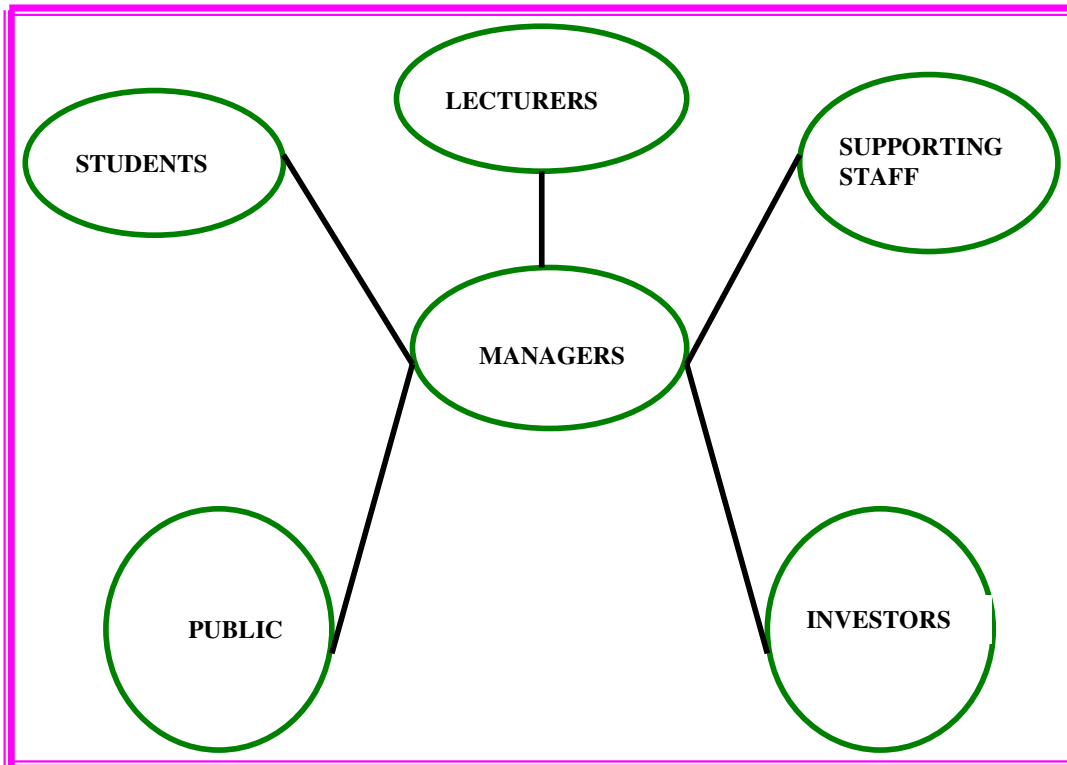 LECTURERS
STUDENTS
SUPPORTING
STAFF
MANAGERS
PUBLIC
INVESTORS